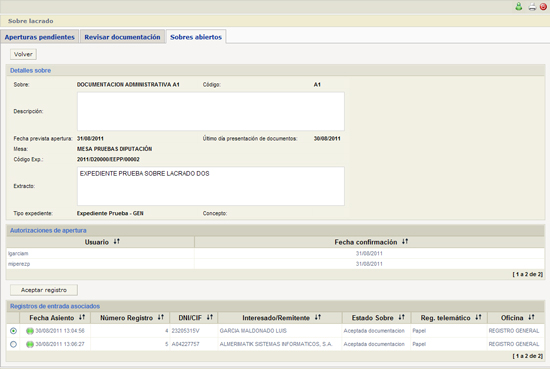 Sobre lacrado
Aperturas pendientes Revisar documentación Sobres abiertos
Volver
Detalles sobre
Sobre: DOCUMENTACION ADMINISTRATIVA A1 Código: A1
Descripción:
Fecha prevista apertura: 31/08/2011 Último día presentación de documentos: 30/08/2011
Mesa: MESA PRUEBAS DIPUTACIÓN
Código Exp.: 2011/D20000/EEPP/00002
Extracto: EXPEDIENTE PRUEBA SOBRE LACRADO DOS
Tipo expediente: Expediente Prueba - GEN Concepto:
Autorizaciones de apertura
Usuario Fecha confirmación
lgarciam 31/08/2011
mlperezp 31/08/2011
[ 1 a 2 de 2]
Aceptar registro
Registros de entrada asociados
Fecha Asiento Número Registro DNI/CIF Interesado/Remitente Estado Sobre Reg. telemático Oficina
30/08/2011 13:04:56 4 23205315V GARCIA MALDONADO LUIS Aceptada documentacion Papel REGISTRO GENERAL
30/08/2011 13:06:27 5 A04227757 ALMERIMATIK SISTEMAS INFORMATICOS, S.A. Aceptada documentacion Papel REGISTRO GENERAL
[ 1 a 2 de 2]